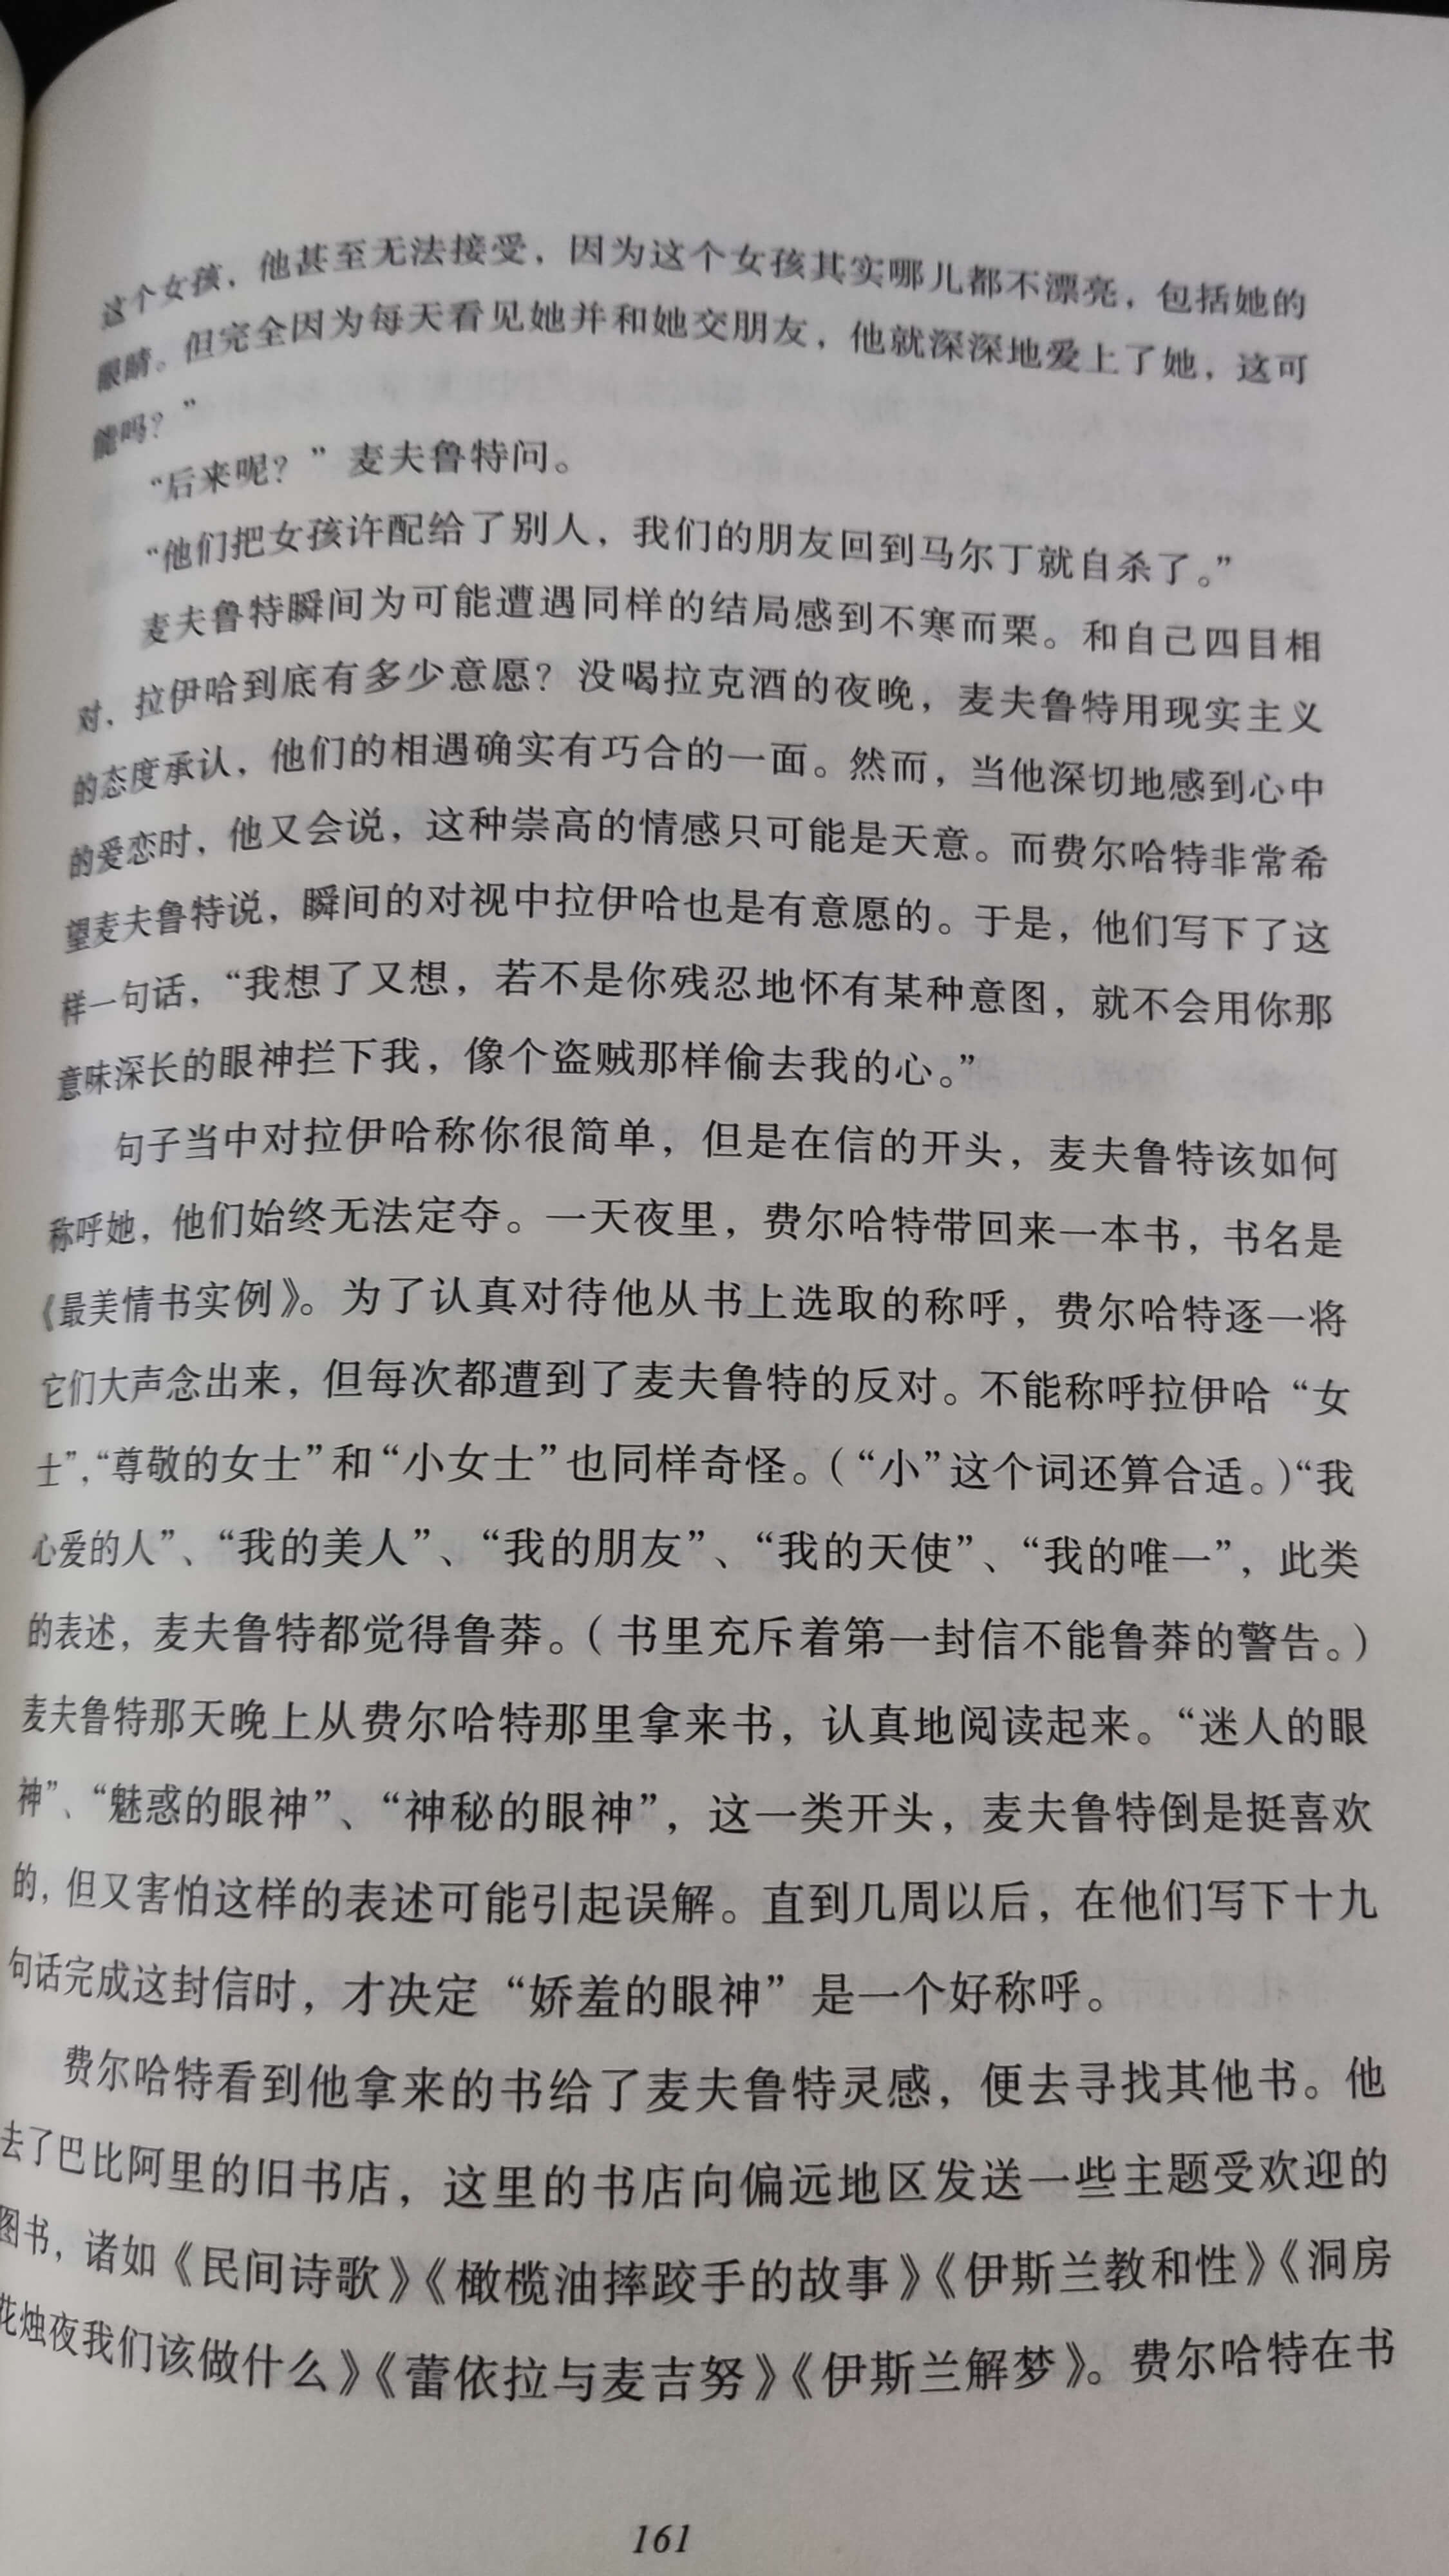 这个女孩，他甚至无法接受，因为这个女孩其实哪儿都不漂亮，包括她的
眼睛。但完全因为每天看见她并和她交朋友，他就深深地爱上了她，这可
能吗？”
“后来呢？”麦夫鲁特问。
“他们把女孩许配给了别人，我们的朋友回到马尔丁就自杀了。”
麦夫鲁特瞬间为可能遭遇同样的结局感到不寒而栗。和自己四目相
对，拉伊哈到底有多少意愿？没喝拉克酒的夜晚，麦夫鲁特用现实主义
的态度承认，他们的相遇确实有巧合的一面。然而，当他深切地感到心中
的爱恋时，他又会说，这种崇高的情感只可能是天意。而费尔哈特非常希
望麦夫鲁特说，瞬间的对视中拉伊哈也是有意愿的。于是，他们写下了这
样一句话，“我想了又想，若不是你残忍地怀有某种意图，就不会用你那
意味深长的眼神拦下我，像个盗贼那样偷去我的心。”
句子当中对拉伊哈称你很简单，但是在信的开头，麦夫鲁特该如何
称呼她，他们始终无法定夺。一天夜里，费尔哈特带回来一本书，书名是
《最美情书实例》。为了认真对待他从书上选取的称呼，费尔哈特逐一将
它们大声念出来，但每次都遭到了麦夫鲁特的反对。不能称呼拉伊哈“女
士”，“尊敬的女士”和“小女士”也同样奇怪。（“小”这个词还算合适。）“我
心爱的人”、“我的美人”、“我的朋友”、“我的天使”、“我的唯一”，此类
的表述，麦夫鲁特都觉得鲁莽。（书里充斥着第一封信不能鲁莽的警告。）
麦夫鲁特那天晚上从费尔哈特那里拿来书，认真地阅读起来。“迷人的眼
神”、“魅惑的眼神”、“神秘的眼神”，这一类开头，麦夫鲁特倒是挺喜欢
的，但又害怕这样的表述可能引起误解。直到几周以后，在他们写下十九
句话完成这封信时，才决定“娇羞的眼神”是一个好称呼。
费尔哈特看到他拿来的书给了麦夫鲁特灵感，便去寻找其他书。他
去了巴比阿里的旧书店，这里的书店向偏远地区发送一些主题受欢迎的
图书，诸如《民间诗歌》《橄榄油摔跤手的故事》《伊斯兰教和性》《洞房
花烛夜我们该做什么》《蕾依拉与麦吉努》《伊斯兰解梦》。费尔哈特在书
161